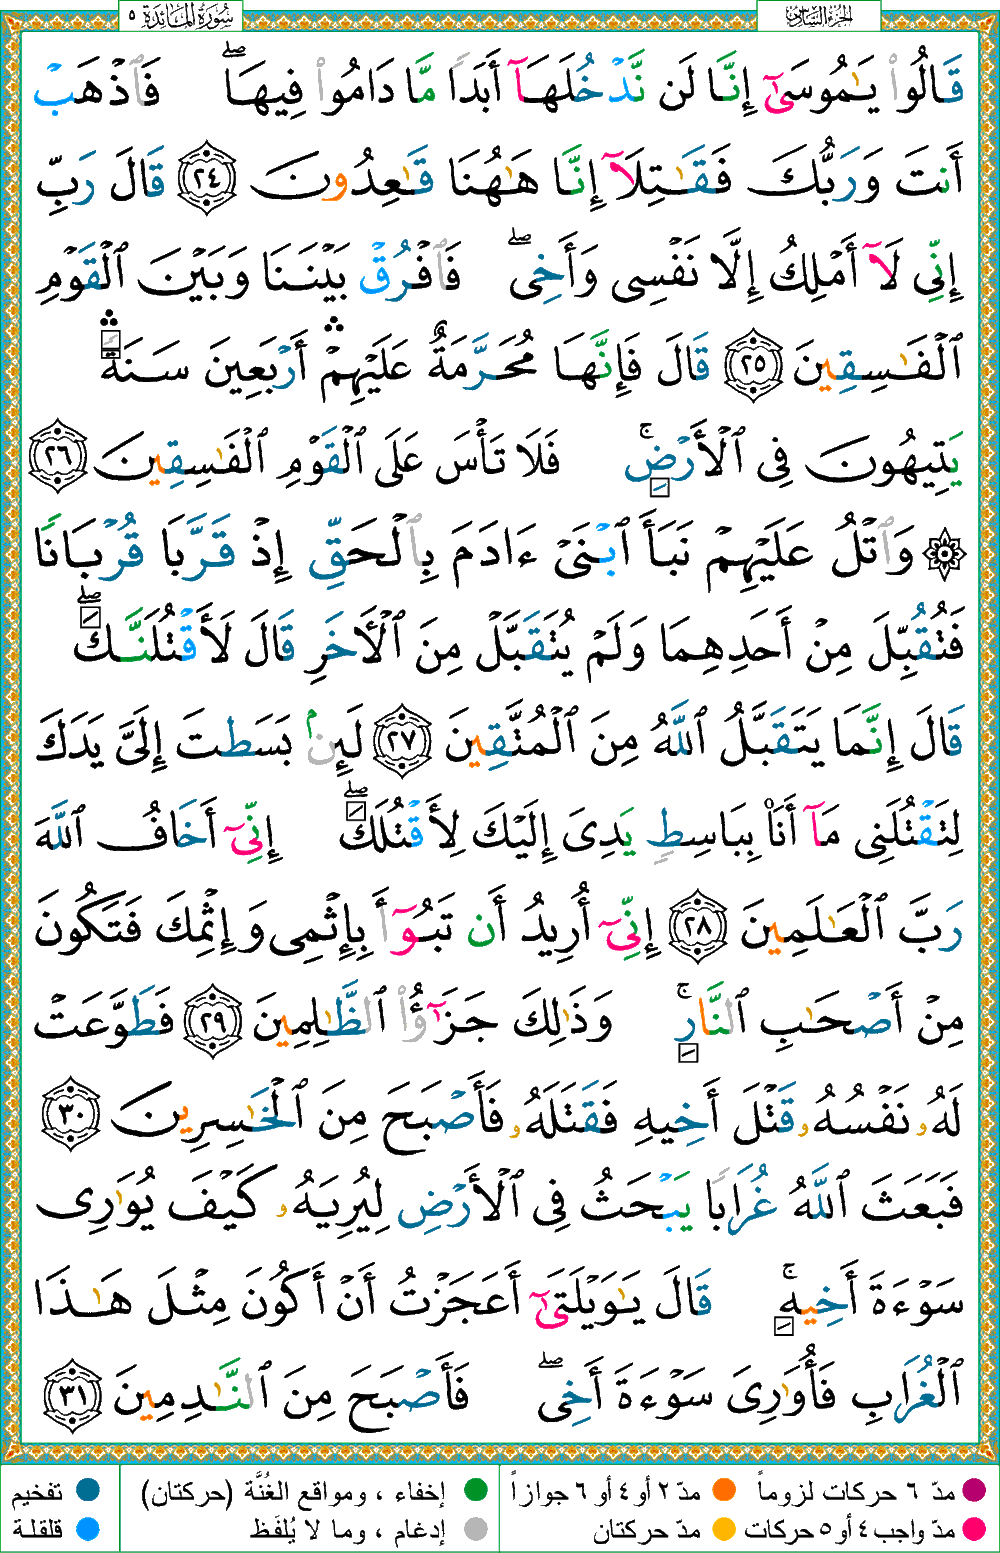 الجزء السادس
سُورَةُ المَائِدَة ٥
قَالُوا۟ يَـٰمُوسَىٰٓ إِنَّا لَن نَّدْخُلَهَآ أَبَدًا مَّا دَامُوا۟ فِيهَا ۖ فَٱذْهَبْ
أَنتَ وَرَبُّكَ فَقَـٰتِلَآ إِنَّا هَـٰهُنَا قَـٰعِدُونَ ٢٤ قَالَ رَبِّ
إِنِّى لَآ أَمْلِكُ إِلَّا نَفْسِى وَأَخِى ۖ فَٱفْرُقْ بَيْنَنَا وَبَيْنَ ٱلْقَوْمِ
ٱلْفَـٰسِقِينَ ٢٥ قَالَ فَإِنَّهَا مُحَرَّمَةٌ عَلَيْهِمْ ۛ أَرْبَعِينَ سَنَةً ۛ
يَتِيهُونَ فِى ٱلْأَرْضِ ۚ فَلَا تَأْسَ عَلَى ٱلْقَوْمِ ٱلْفَـٰسِقِينَ ٢٦
۞ وَٱتْلُ عَلَيْهِمْ نَبَأَ ٱبْنَىْ ءَادَمَ بِٱلْحَقِّ إِذْ قَرَّبَا قُرْبَانًا
فَتُقُبِّلَ مِنْ أَحَدِهِمَا وَلَمْ يُتَقَبَّلْ مِنَ ٱلْـَٔاخَرِ قَالَ لَأَقْتُلَنَّكَ ۖ
قَالَ إِنَّمَا يَتَقَبَّلُ ٱللَّهُ مِنَ ٱلْمُتَّقِينَ ٢٧ لَئِنۢ بَسَطتَ إِلَىَّ يَدَكَ
لِتَقْتُلَنِى مَآ أَنَا۠ بِبَاسِطٍ يَدِىَ إِلَيْكَ لِأَقْتُلَكَ ۖ إِنِّىٓ أَخَافُ ٱللَّهَ
رَبَّ ٱلْعَـٰلَمِينَ ٢٨ إِنِّىٓ أُرِيدُ أَن تَبُوٓأَ بِإِثْمِى وَإِثْمِكَ فَتَكُونَ
مِنْ أَصْحَـٰبِ ٱلنَّارِ ۚ وَذَٰلِكَ جَزَٰٓؤُا۟ ٱلظَّـٰلِمِينَ ٢٩ فَطَوَّعَتْ
لَهُۥ نَفْسُهُۥ قَتْلَ أَخِيهِ فَقَتَلَهُۥ فَأَصْبَحَ مِنَ ٱلْخَـٰسِرِينَ ٣٠
فَبَعَثَ ٱللَّهُ غُرَابًا يَبْحَثُ فِى ٱلْأَرْضِ لِيُرِيَهُۥ كَيْفَ يُوَٰرِى
سَوْءَةَ أَخِيهِ ۚ قَالَ يَـٰوَيْلَتَىٰٓ أَعَجَزْتُ أَنْ أَكُونَ مِثْلَ هَـٰذَا
ٱلْغُرَابِ فَأُوَٰرِىَ سَوْءَةَ أَخِى ۖ فَأَصْبَحَ مِنَ ٱلنَّـٰدِمِينَ ٣١
مدّ ٦ حركات لزوماً
مدّ ٢ أو ٤ أو ٦ جوازاً
إخفاء ، ومواقع الغُنَّة (حركتان)
تفخيم
مدّ واجب ٤ أو ٥ حركات
مدّ حركتان
إدغام ، وما لا يُلفَظ
قلقلة